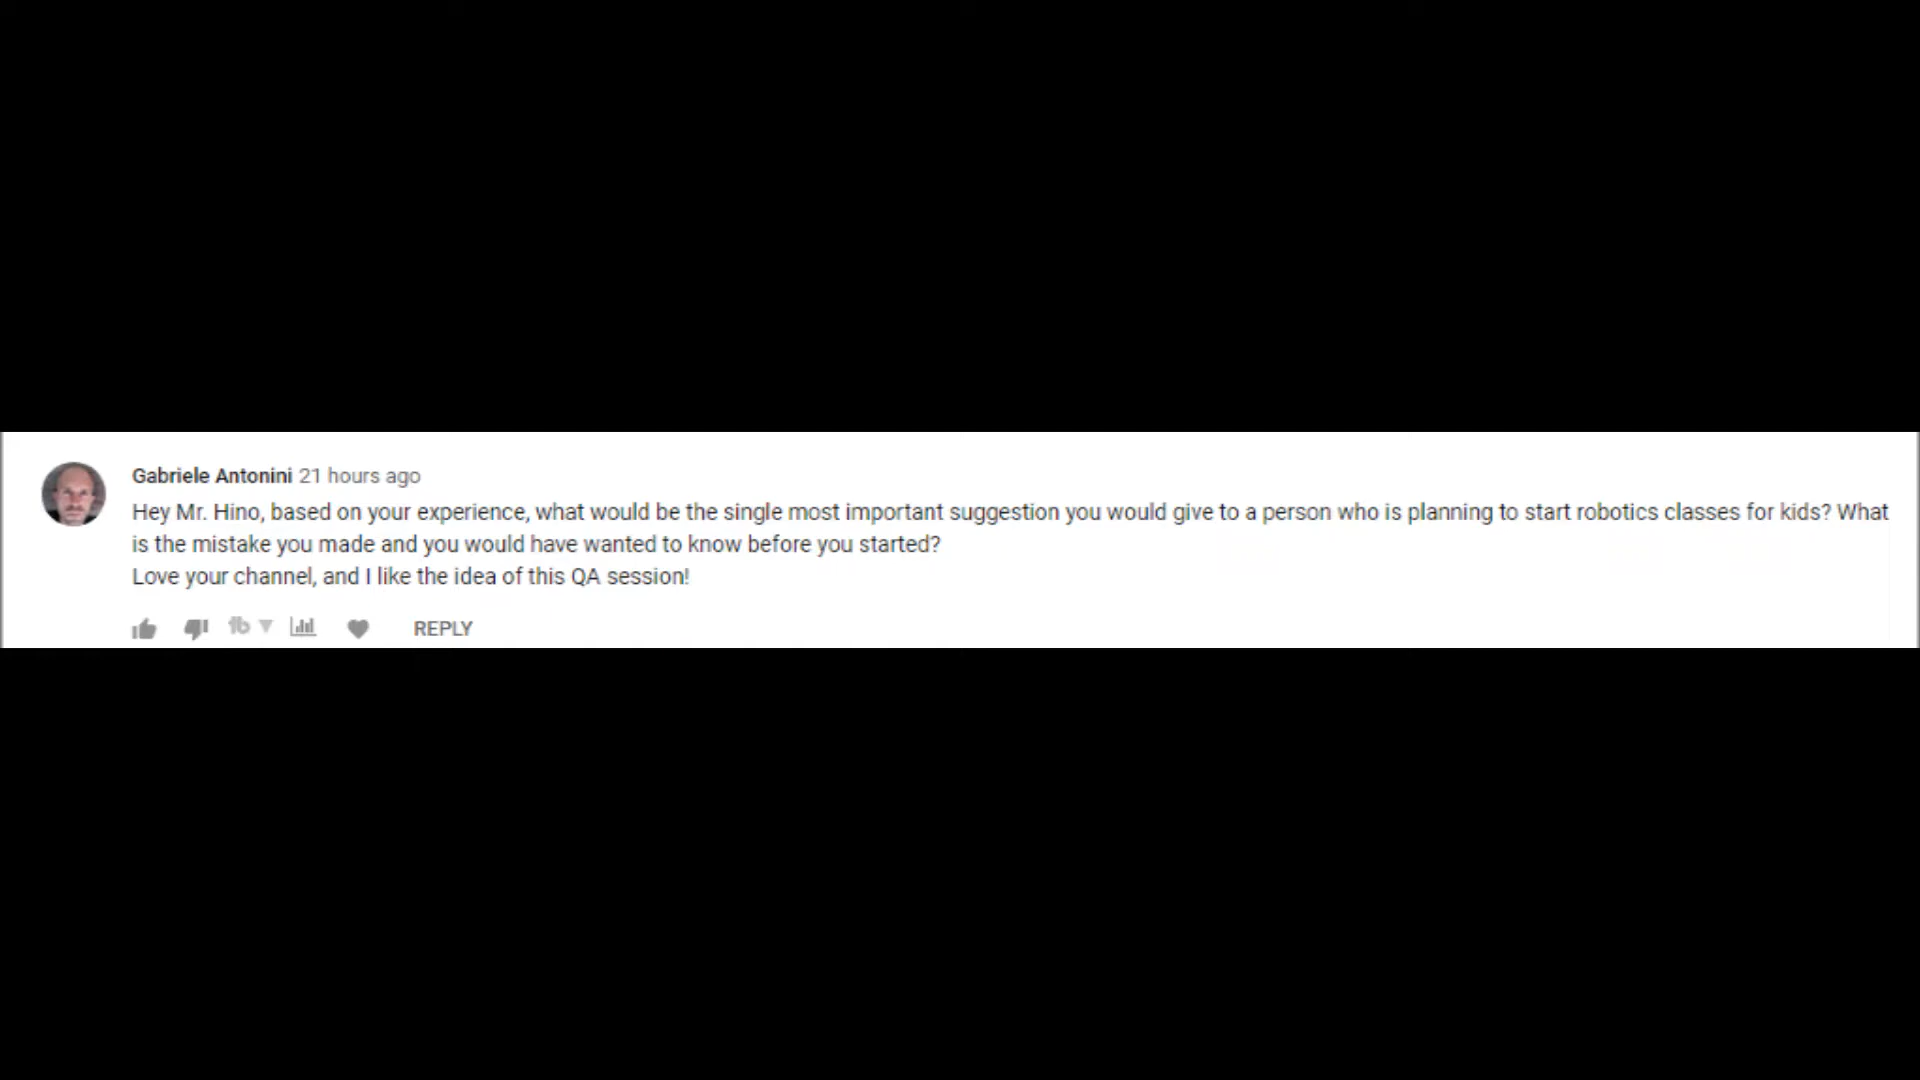 Gabriele Antonini 21 hours ago
Hey Mr. Hino, based on your experience, what would be the single most important suggestion you would give to a person who is planning to start robotics classes for kids? What
is the mistake you made and you would have wanted to know before you started?
Love your channel, and I like the idea of this QA session!
REPLY